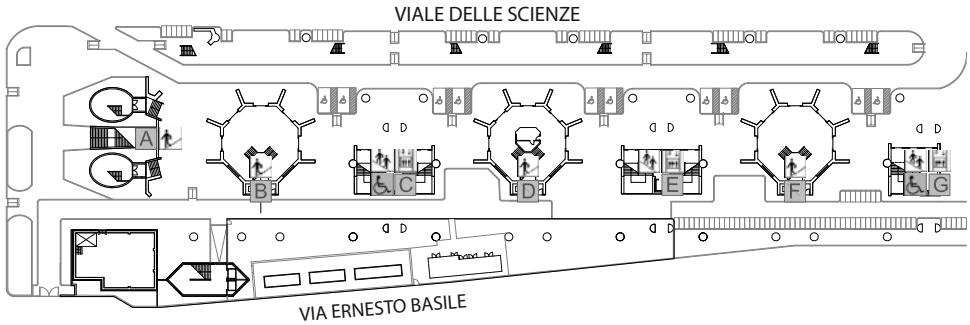 VIALE DELLE SCIENZE
A
B
C
D
E
F
G
VIA ERNESTO BASILE